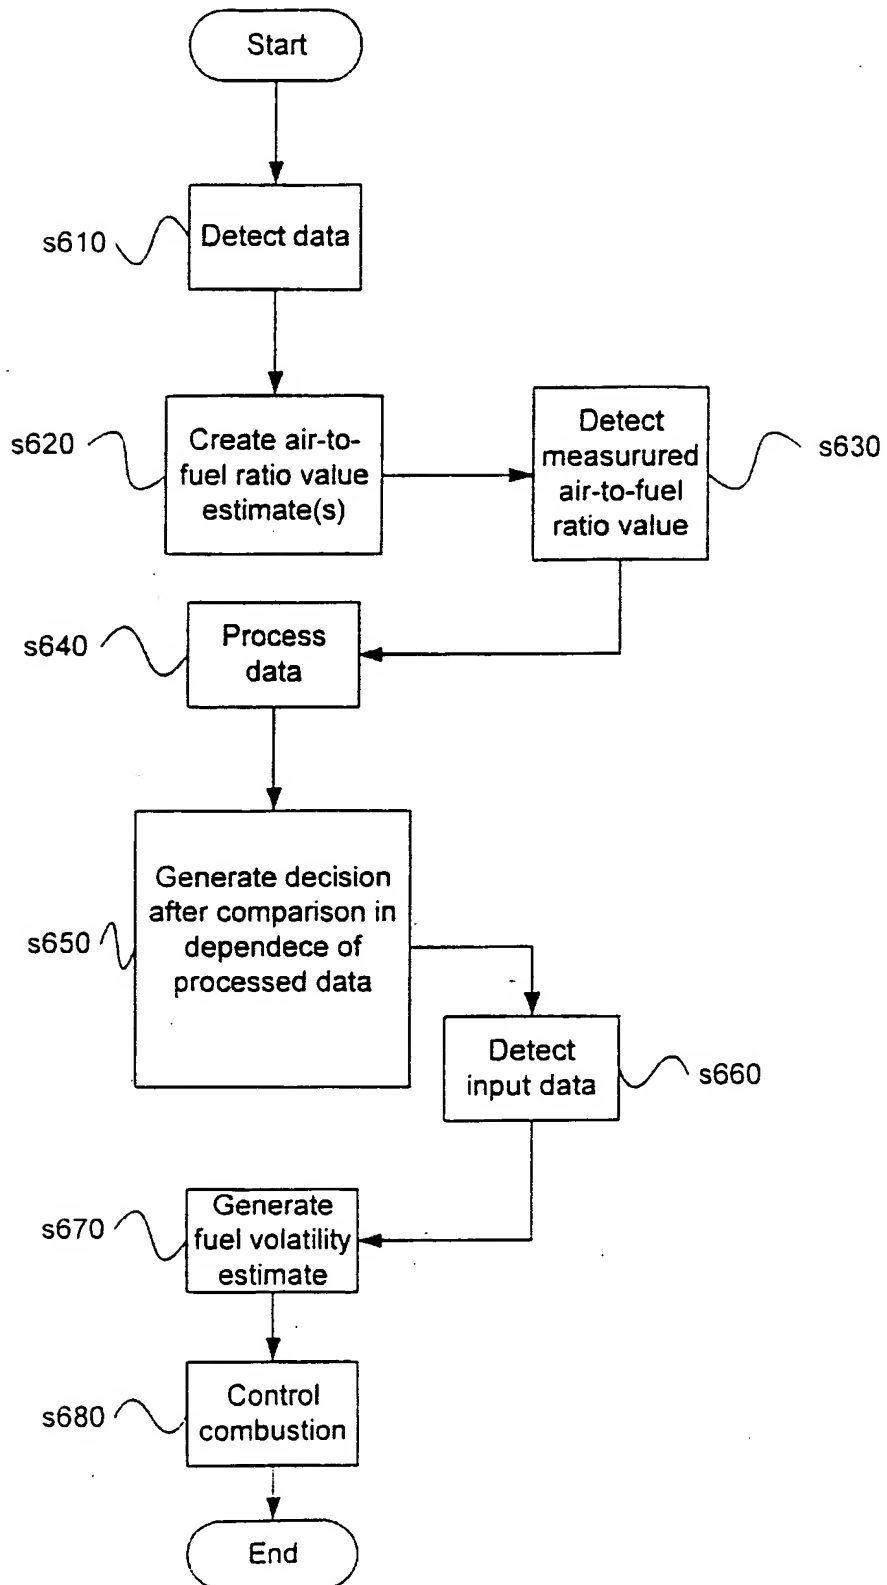 Start
s610
Detect data
s620
Create air-to-
fuel ratio value
estimate(s)
Detect
measurured
air-to-fuel
ratio value
s630
s640
Process
data
s650
Generate decision
after comparison in
dependece of
processed data
Detect
input data
s660
s670
Generate
fuel volatility
estimate
s680
Control
combustion
End